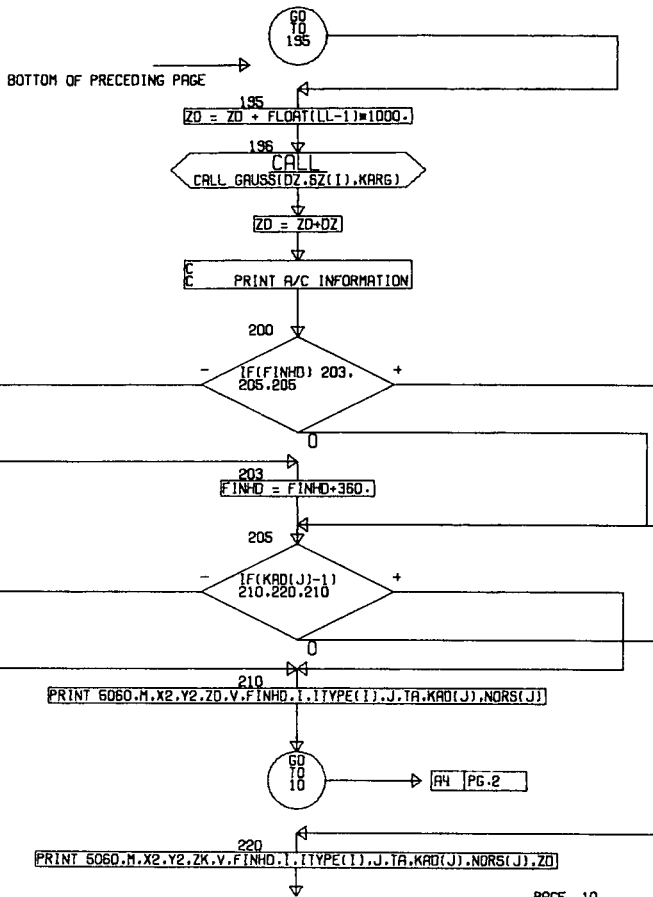 GO
TO
195
BOTTOM OF PRECEDING PAGE
195
ZD = ZD + FLOAT(LL-1)*1000.
196
CALL
CALL GAUSS(DZ,SZ(I),KARG)
ZD = ZD+DZ
C
C PRINT A/C INFORMATION
200
- IF(FINHD) 203, +
205,205
0
203
FINHD = FINHD+360.
205
- IF(KAD(J)-1) +
210,220,210
0
210
PRINT 5060,M,X2,Y2,ZD,V,FINHD,I,ITYPE(I),J,TA,KAD(J),NORS(J)
GO
TO
10
A4 PG.2
220
PRINT 5060,M,X2,Y2,ZK,V,FINHD,I,ITYPE(I),J,TA,KAD(J),NORS(J),ZD
PAGE 10